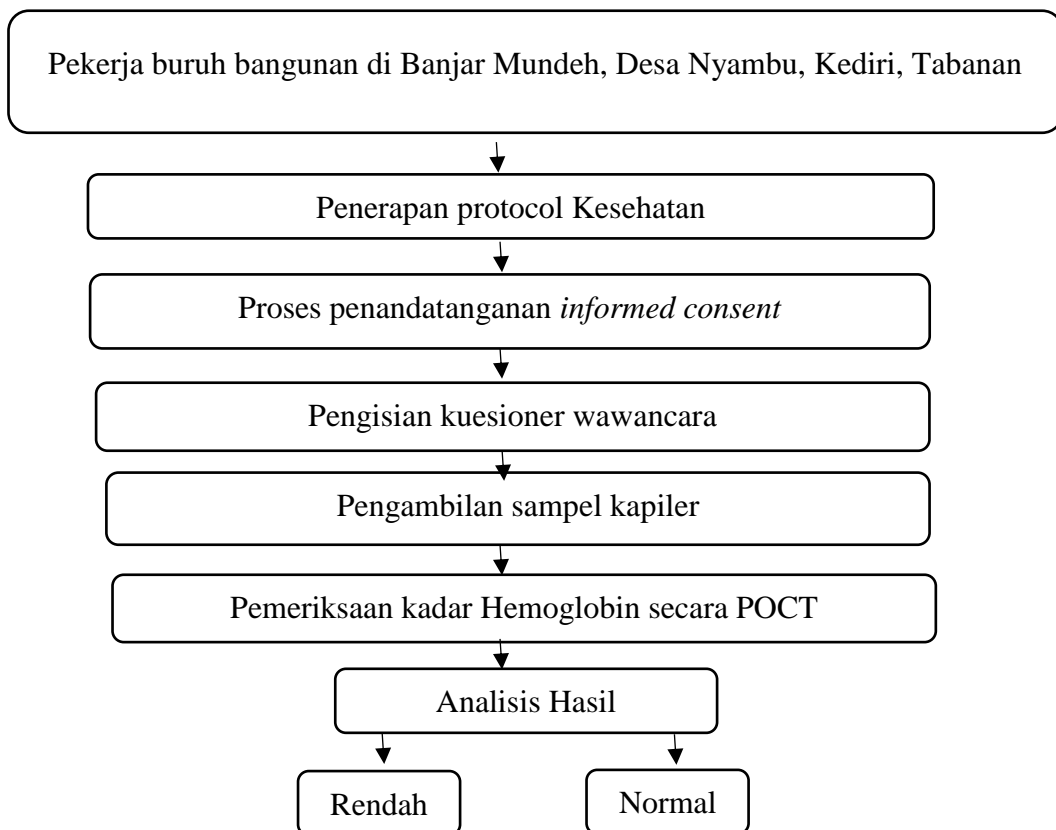 Pekerja buruh bangunan di Banjar Mundeh, Desa Nyambu, Kediri, Tabanan
Penerapan protocol Kesehatan
Proses penandatanganan informed consent
Pengisian kuesioner wawancara
Pengambilan sampel kapiler
Pemeriksaan kadar Hemoglobin secara POCT
Analisis Hasil
Rendah
Normal